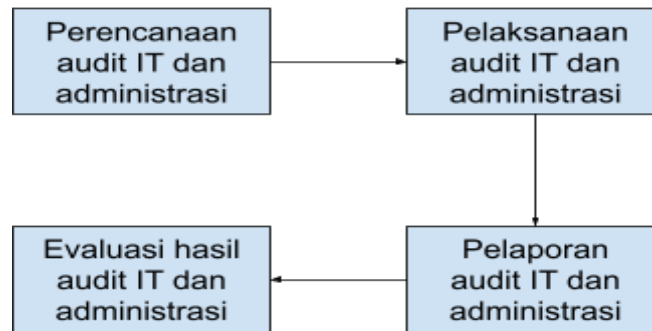 Perencanaan
audit IT dan
administrasi
Pelaksanaan
audit IT dan
administrasi
Pelaporan
audit IT dan
administrasi
Evaluasi hasil
audit IT dan
administrasi